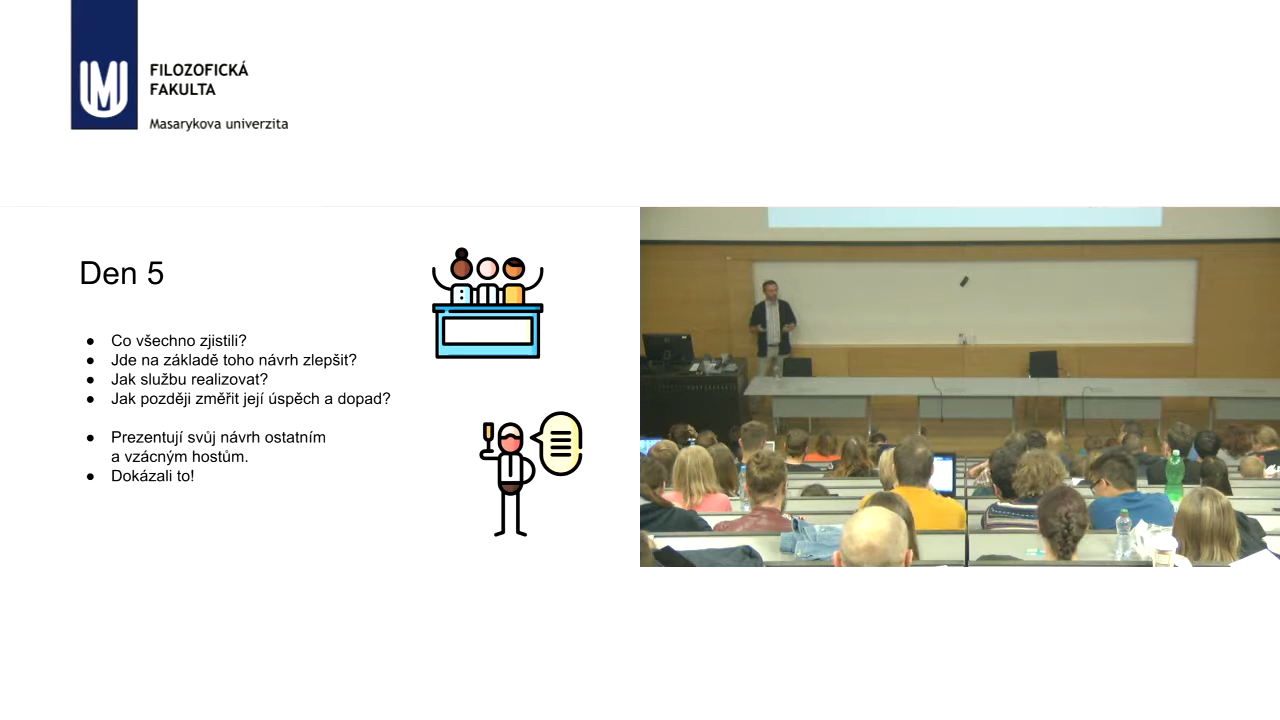 FILOZOFICKÁ
FAKULTA
Masarykova univerzita
Den 5
● Co všechno zjistili?
● Jde na základě toho návrh zlepšit?
● Jak službu realizovat?
● Jak později změřit její úspěch a dopad?
● Prezentují svůj návrh ostatním
a vzácným hostům.
● Dokázali to!